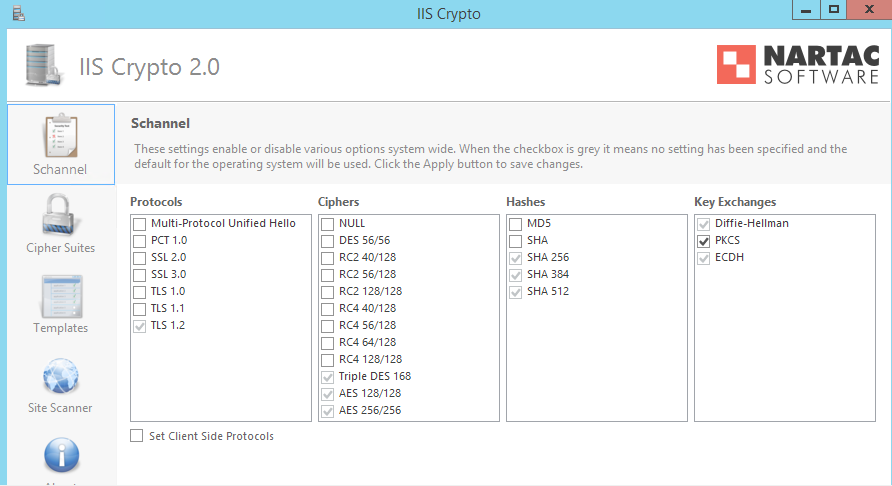 IIS Crypto
IIS Crypto 2.0
NARTAC
SOFTWARE
Schannel
Cipher Suites
Templates
Site Scanner
Schannel
These settings enable or disable various options system wide. When the checkbox is grey it means no setting has been specified and the
default for the operating system will be used. Click the Apply button to save changes.
Protocols
Multi-Protocol Unified Hello
PCT 1.0
SSL 2.0
SSL 3.0
TLS 1.0
TLS 1.1
TLS 1.2
Ciphers
NULL
DES 56/56
RC2 40/128
RC2 56/128
RC2 128/128
RC4 40/128
RC4 56/128
RC4 64/128
RC4 128/128
Triple DES 168
AES 128/128
AES 256/256
Hashes
MD5
SHA
SHA 256
SHA 384
SHA 512
Key Exchanges
Diffie-Hellman
PKCS
ECDH
Set Client Side Protocols